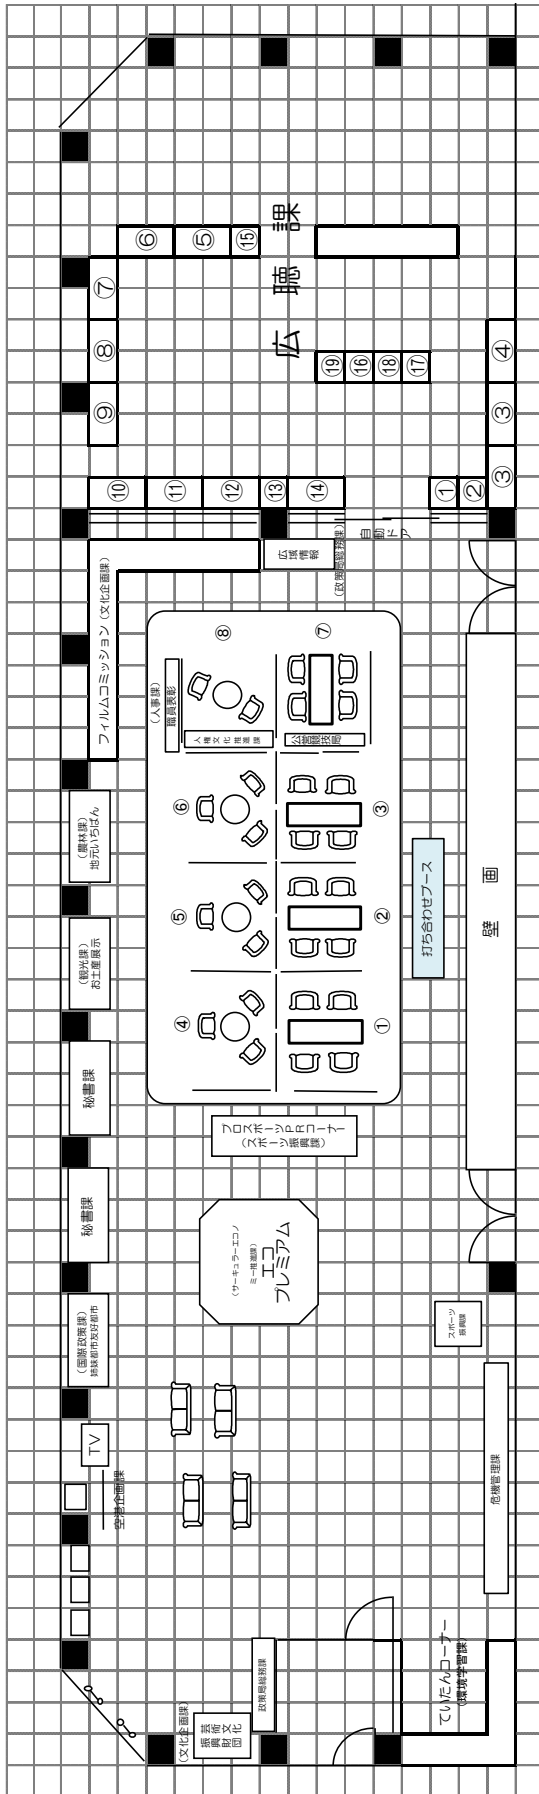 ⑥
⑤
⑮
広聴課
⑦
⑧
⑨
⑲
⑯
⑱
⑰
④
③
③
⑩
⑪
⑫
⑬
⑭
①
②
自動ドア
広域
情報
(政策局総務課)
フィルムコミッション(文化企画課)
(人事課)
職員表彰
⑧
⑦
人権文化推進課
公営競技局
(農林課)
地元いちばん
⑥
③
(観光課)
お土産展示
⑤
②
打ち合わせブース
壁画
秘書課
④
①
プロスポーツPRコーナー
(スポーツ振興課)
秘書課
(サーキュラーエコノ
ミー推進課)
エコ
プレミアム
(国際政策課)
姉妹都市友好都市
スポーツ
振興課
TV
空港企画課
危機管理課
ていたんコーナー
(環境学習課)
政策局総務課
(文化企画課)
芸術文化
振興財団